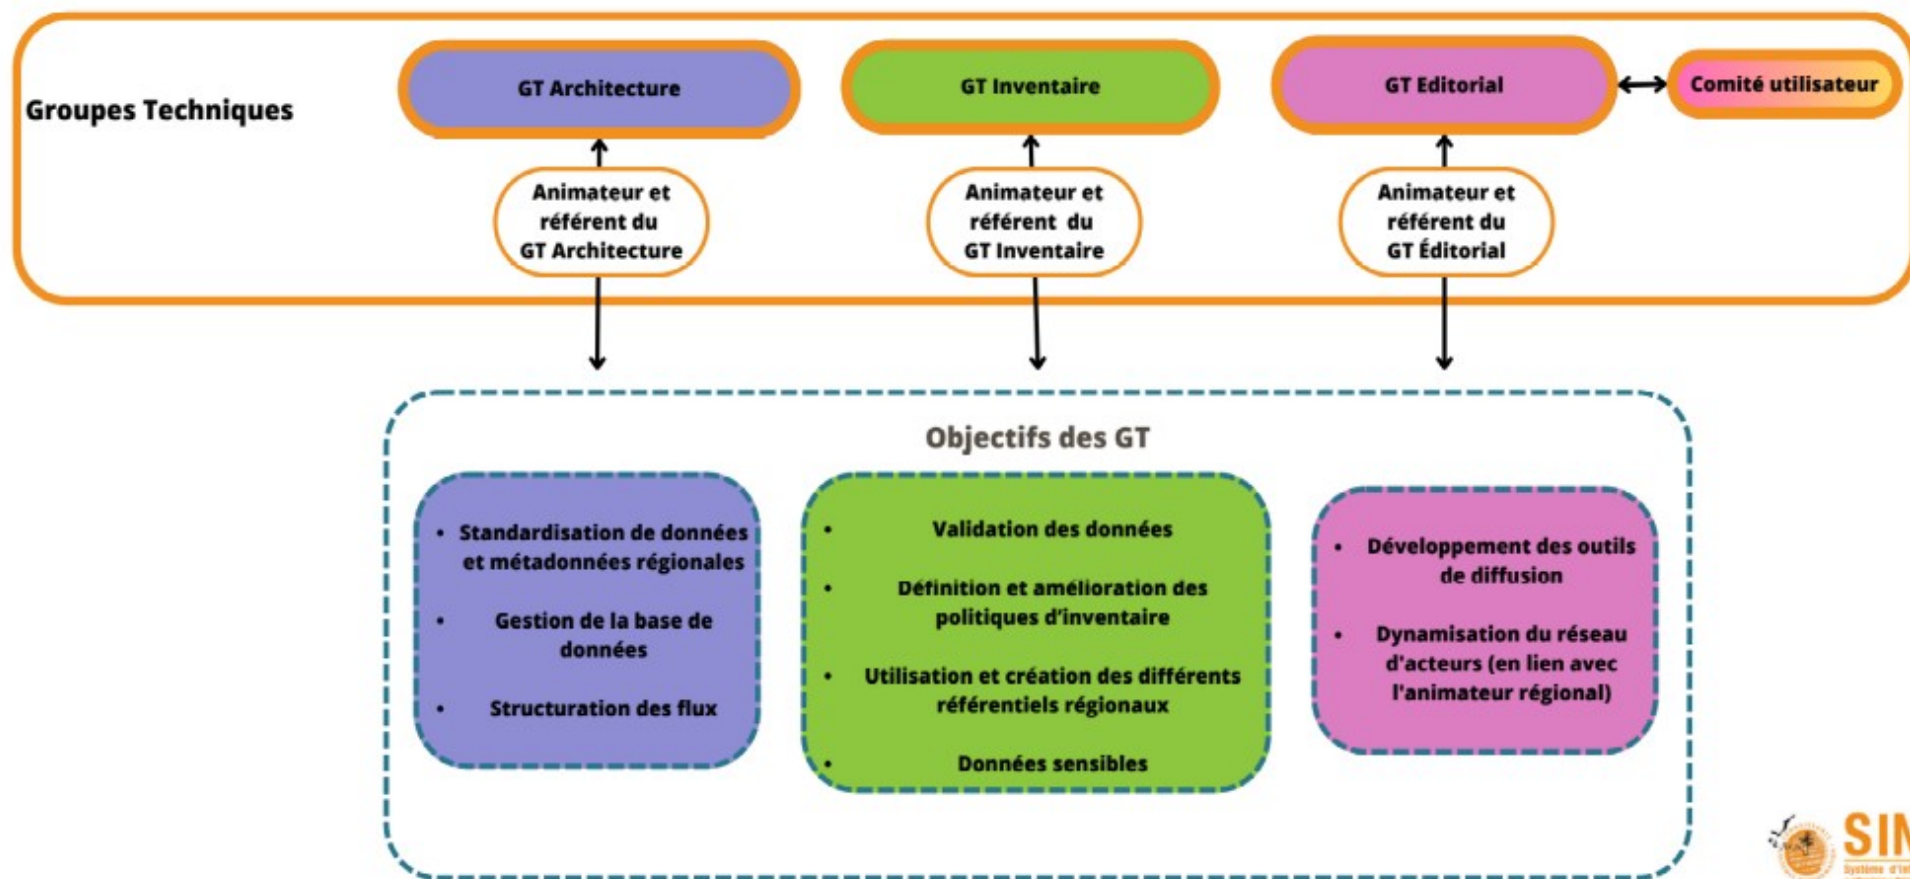 Groupes Techniques
GT Architecture
GT Inventaire
GT Editorial
Comité utilisateur
Animateur et
référent du
GT Architecture
Animateur et
référent du
GT Inventaire
Animateur et
référent du
GT Éditorial
Objectifs des GT
• Standardisation de données
et métadonnées régionales
• Gestion de la base de
données
• Structuration des flux
• Validation des données
• Définition et amélioration des
politiques d'inventaire
• Utilisation et création des différents
référentiels régionaux
• Données sensibles
• Développement des outils
de diffusion
• Dynamisation du réseau
d'acteurs (en lien avec
l'animateur régional)
Système